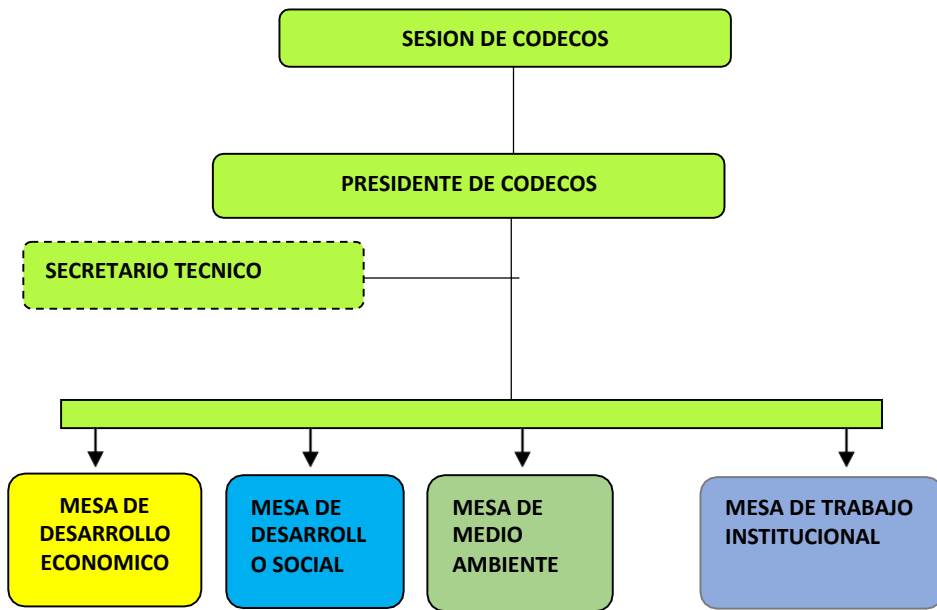 SESION DE CODECOS
PRESIDENTE DE CODECOS
SECRETARIO TECNICO
MESA DE
DESARROLLO
ECONOMICO
MESA DE
DESARROLL
O SOCIAL
MESA DE
MEDIO
AMBIENTE
MESA DE TRABAJO
INSTITUCIONAL